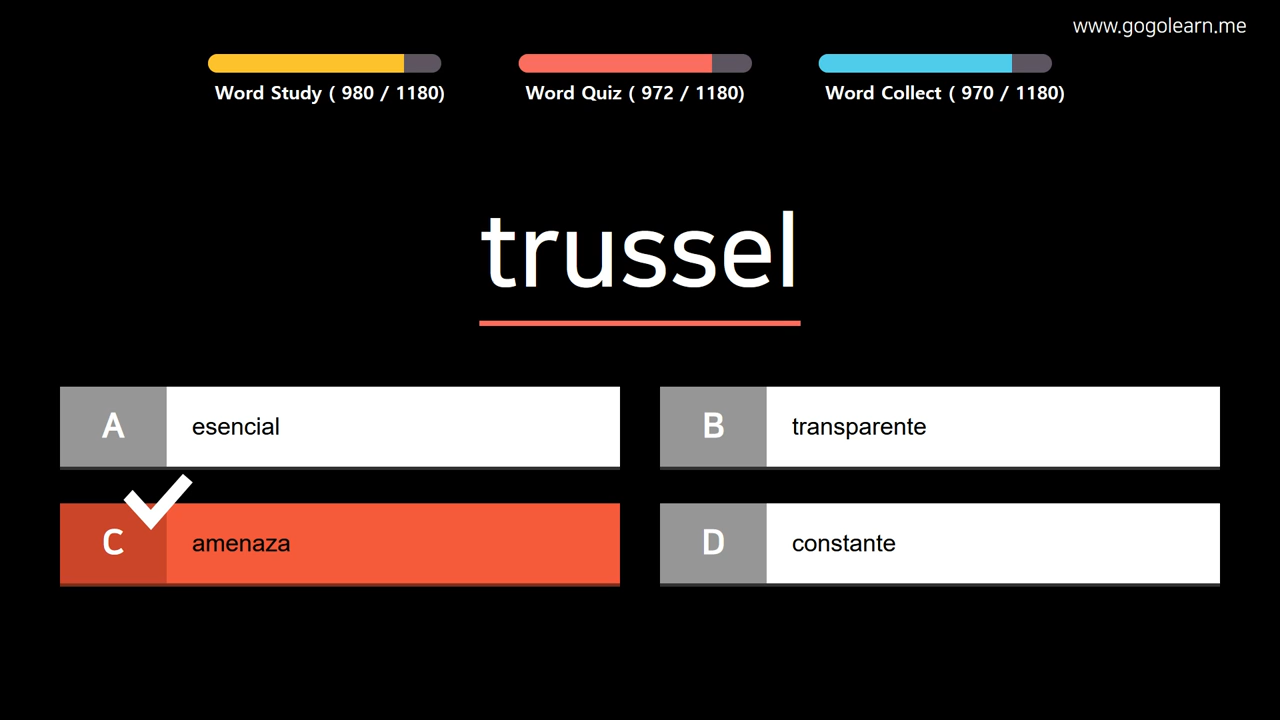 www.gogolearn.me
Word Study ( 980 / 1180)
Word Quiz ( 972 / 1180)
Word Collect ( 970 / 1180)
trussel
A esencial
B transparente
C amenaza
D constante